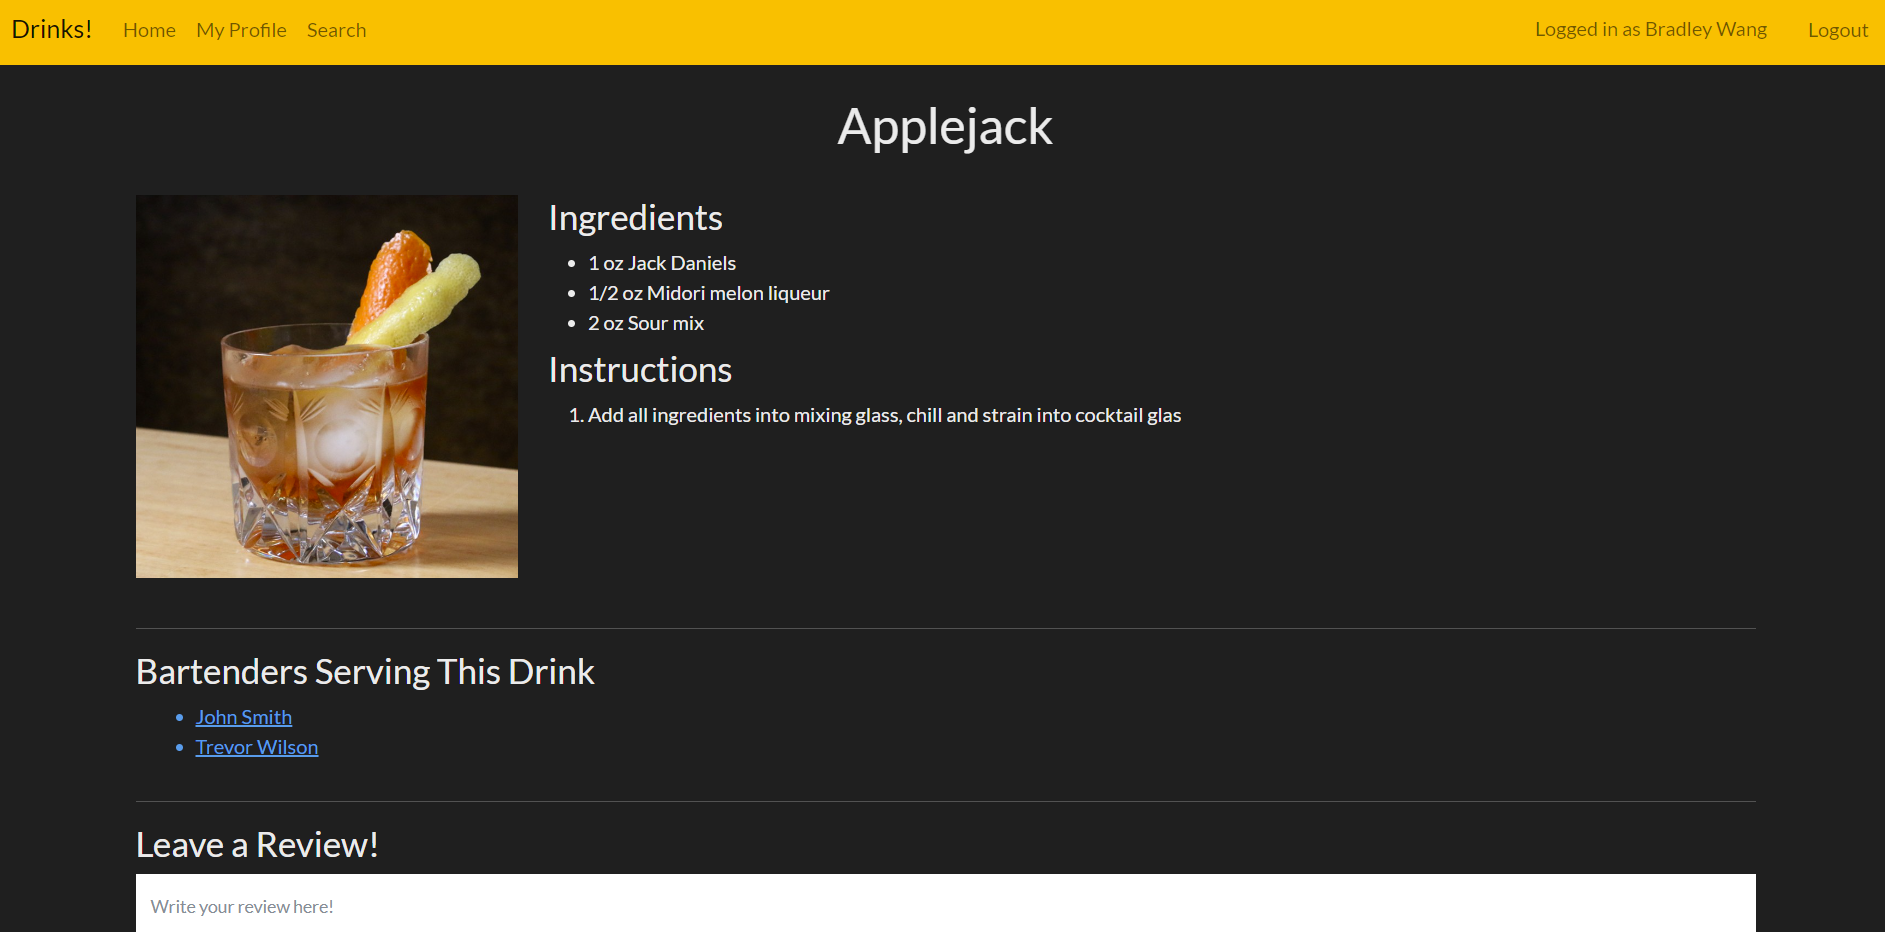 Drinks! Home My Profile Search Logged in as Bradley Wang Logout
Applejack
Ingredients
• 1 oz Jack Daniels
• 1/2 oz Midori melon liqueur
• 2 oz Sour mix
Instructions
1. Add all ingredients into mixing glass, chill and strain into cocktail glas
Bartenders Serving This Drink
• John Smith
• Trevor Wilson
Leave a Review!
Write your review here!